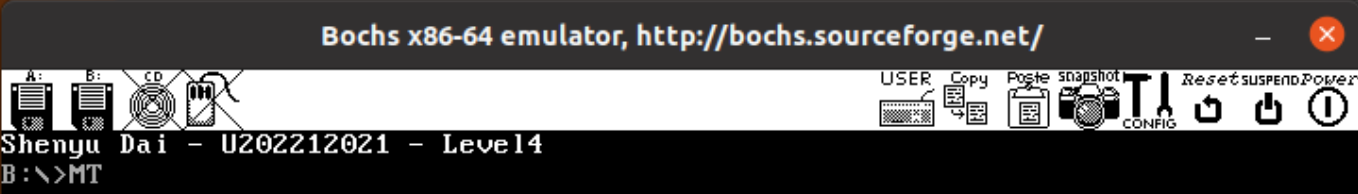 Bochs x86-64 emulator, http://bochs.sourceforge.net/
A: B: CD USER Copy Paste snapshot CONFIG Reset SUSPEND Power
Shenyu Dai - U202212021 - Level4
B:\>MT